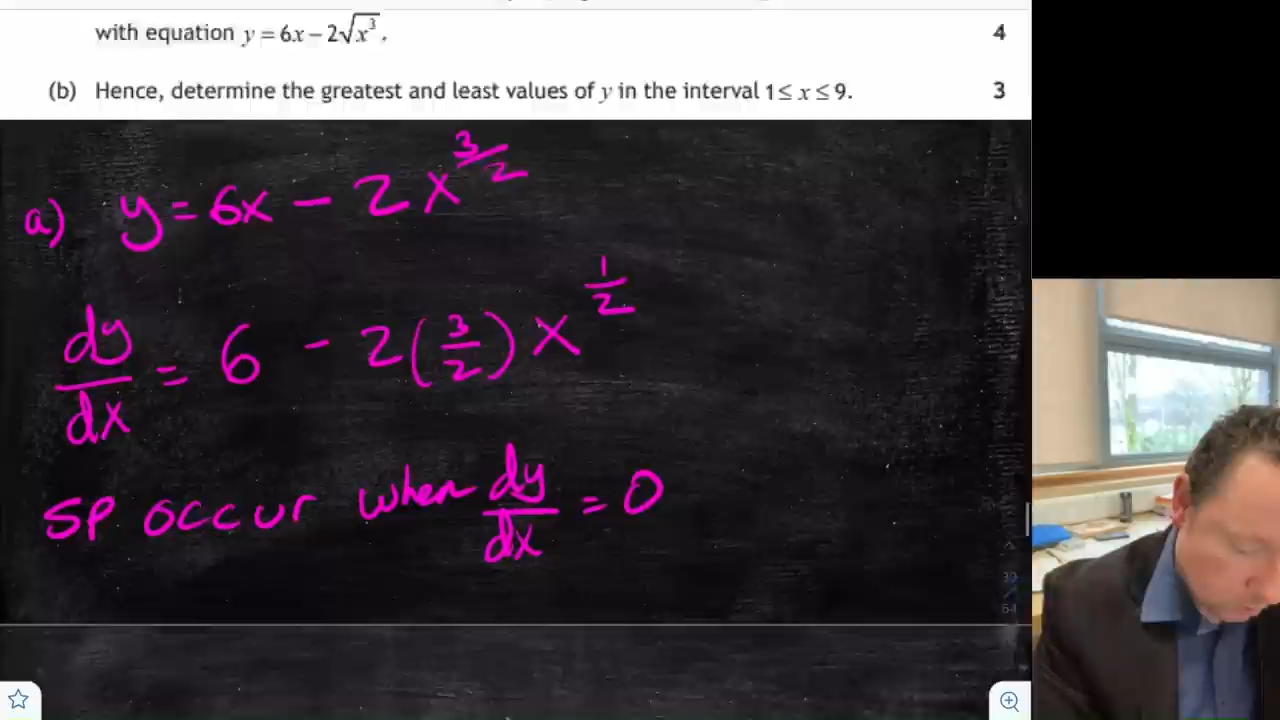 with equation y = 6x − 2√x³. 4
(b) Hence, determine the greatest and least values of y in the interval 1 ≤ x ≤ 9. 3
a) y = 6x − 2x^(3/2)
dy/dx = 6 − 2(3/2)x^(1/2)
SP occur when dy/dx = 0